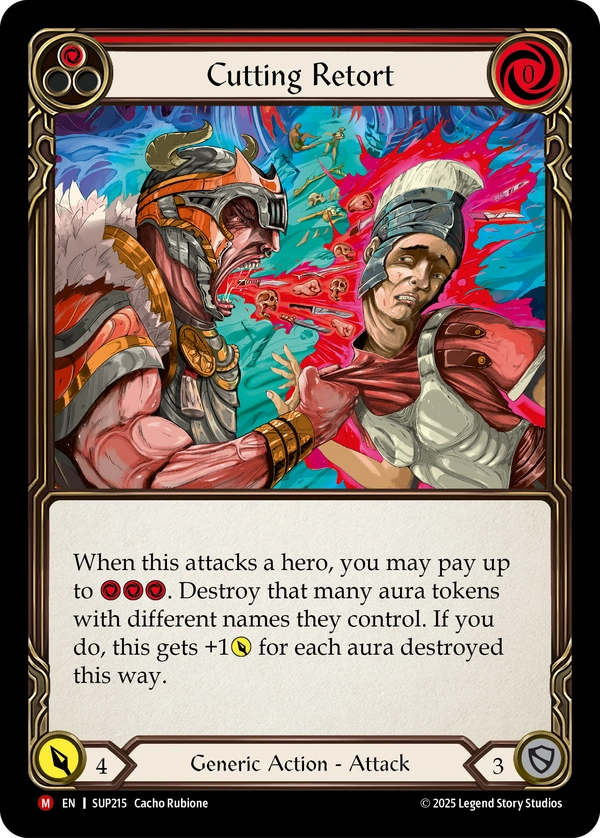 Cutting Retort
0
When this attacks a hero, you may pay up
to . Destroy that many aura tokens
with different names they control. If you
do, this gets +1 for each aura destroyed
this way.
4
Generic Action - Attack
3
M EN | SUP215 Cacho Rubione
© 2025 Legend Story Studios